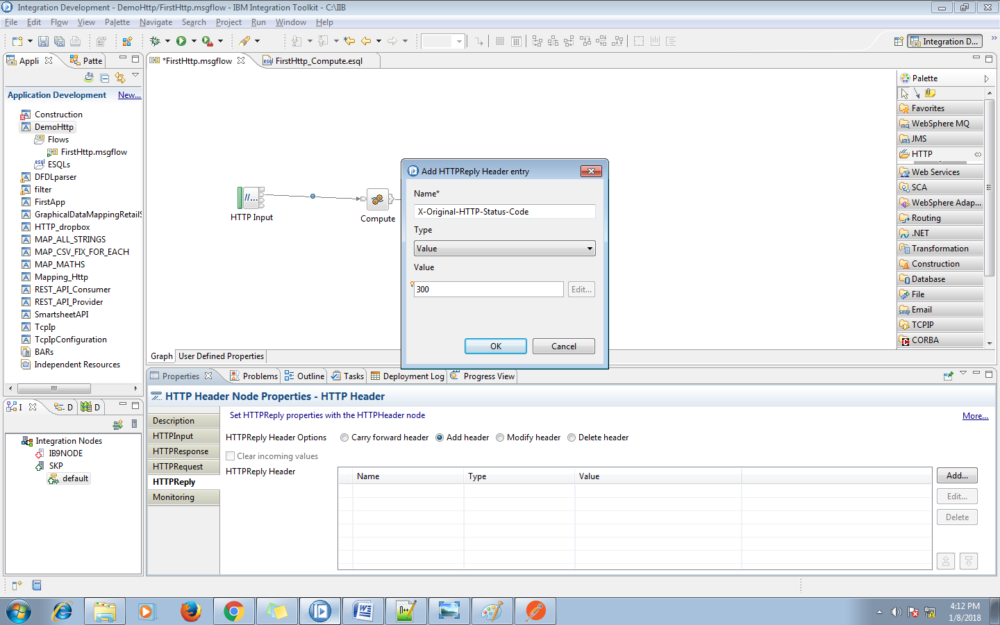 Integration Development - DemoHttp/FirstHttp.msgflow - IBM Integration Toolkit - C:\IIB
File Edit Flow View Palette Navigate Search Project Run Window Help
Integration D...
Appli
Patte
*FirstHttp.msgflow
FirstHttp_Compute.esql
Application Development New...
Construction
DemoHttp
Flows
FirstHttp.msgflow
ESQLs
DFDLparser
filter
FirstApp
GraphicalDataMappingRetailS
HTTP_dropbox
MAP_ALL_STRINGS
MAP_CSV_FIX_FOR_EACH
MAP_MATHS
Mapping_Http
REST_API_Consumer
REST_API_Provider
SmartsheetAPI
TcpIp
TcpIpConfiguration
BARs
Independent Resources
HTTP Input
Compute
Add HTTPReply Header entry
Name*
X-Original-HTTP-Status-Code
Type
Value
Value
300
Edit...
OK
Cancel
Palette
Favorites
WebSphere MQ
JMS
HTTP
Web Services
SCA
WebSphere Adap...
Routing
.NET
Transformation
Construction
Database
File
Email
TCPIP
CORBA
Graph
User Defined Properties
Properties
Problems
Outline
Tasks
Deployment Log
Progress View
HTTP Header Node Properties - HTTP Header
Description
HTTPInput
HTTPResponse
HTTPRequest
HTTPReply
Monitoring
Set HTTPReply properties with the HTTPHeader node
More...
HTTPReply Header Options
Carry forward header
Add header
Modify header
Delete header
Clear incoming values
HTTPReply Header
Name
Type
Value
Add...
Edit...
Delete
I
D
D
Integration Nodes
IB9NODE
SKP
default
4:12 PM
1/8/2018